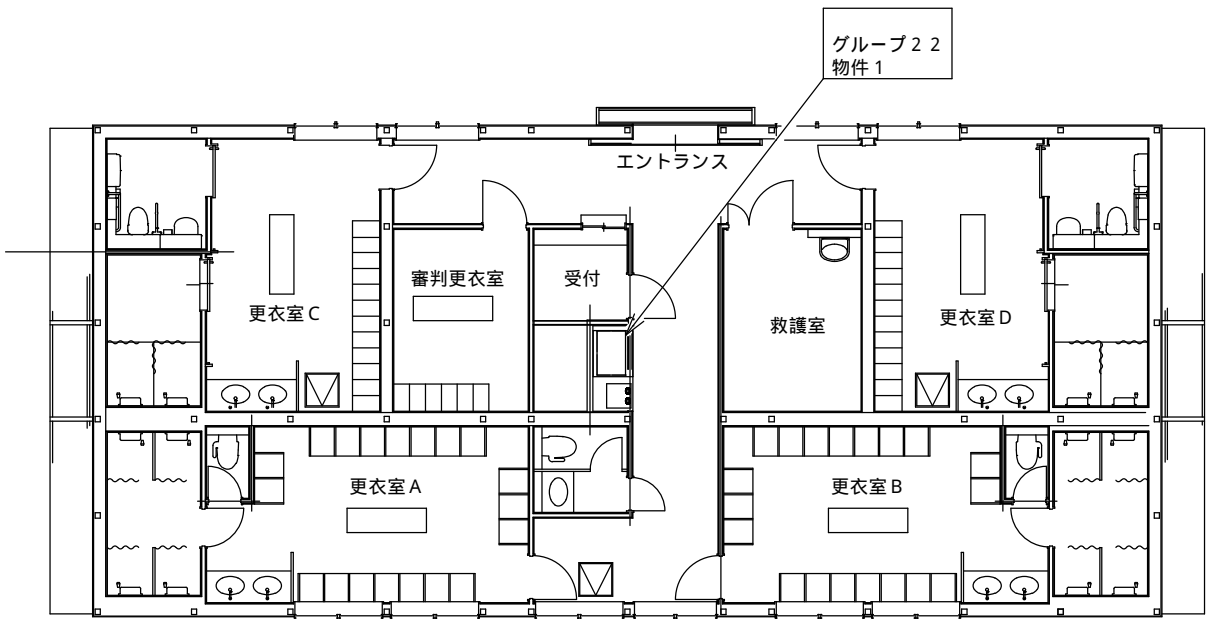 グループ２２
物件１
エントランス
審判更衣室
受付
更衣室Ｃ
救護室
更衣室Ｄ
更衣室Ａ
更衣室Ｂ